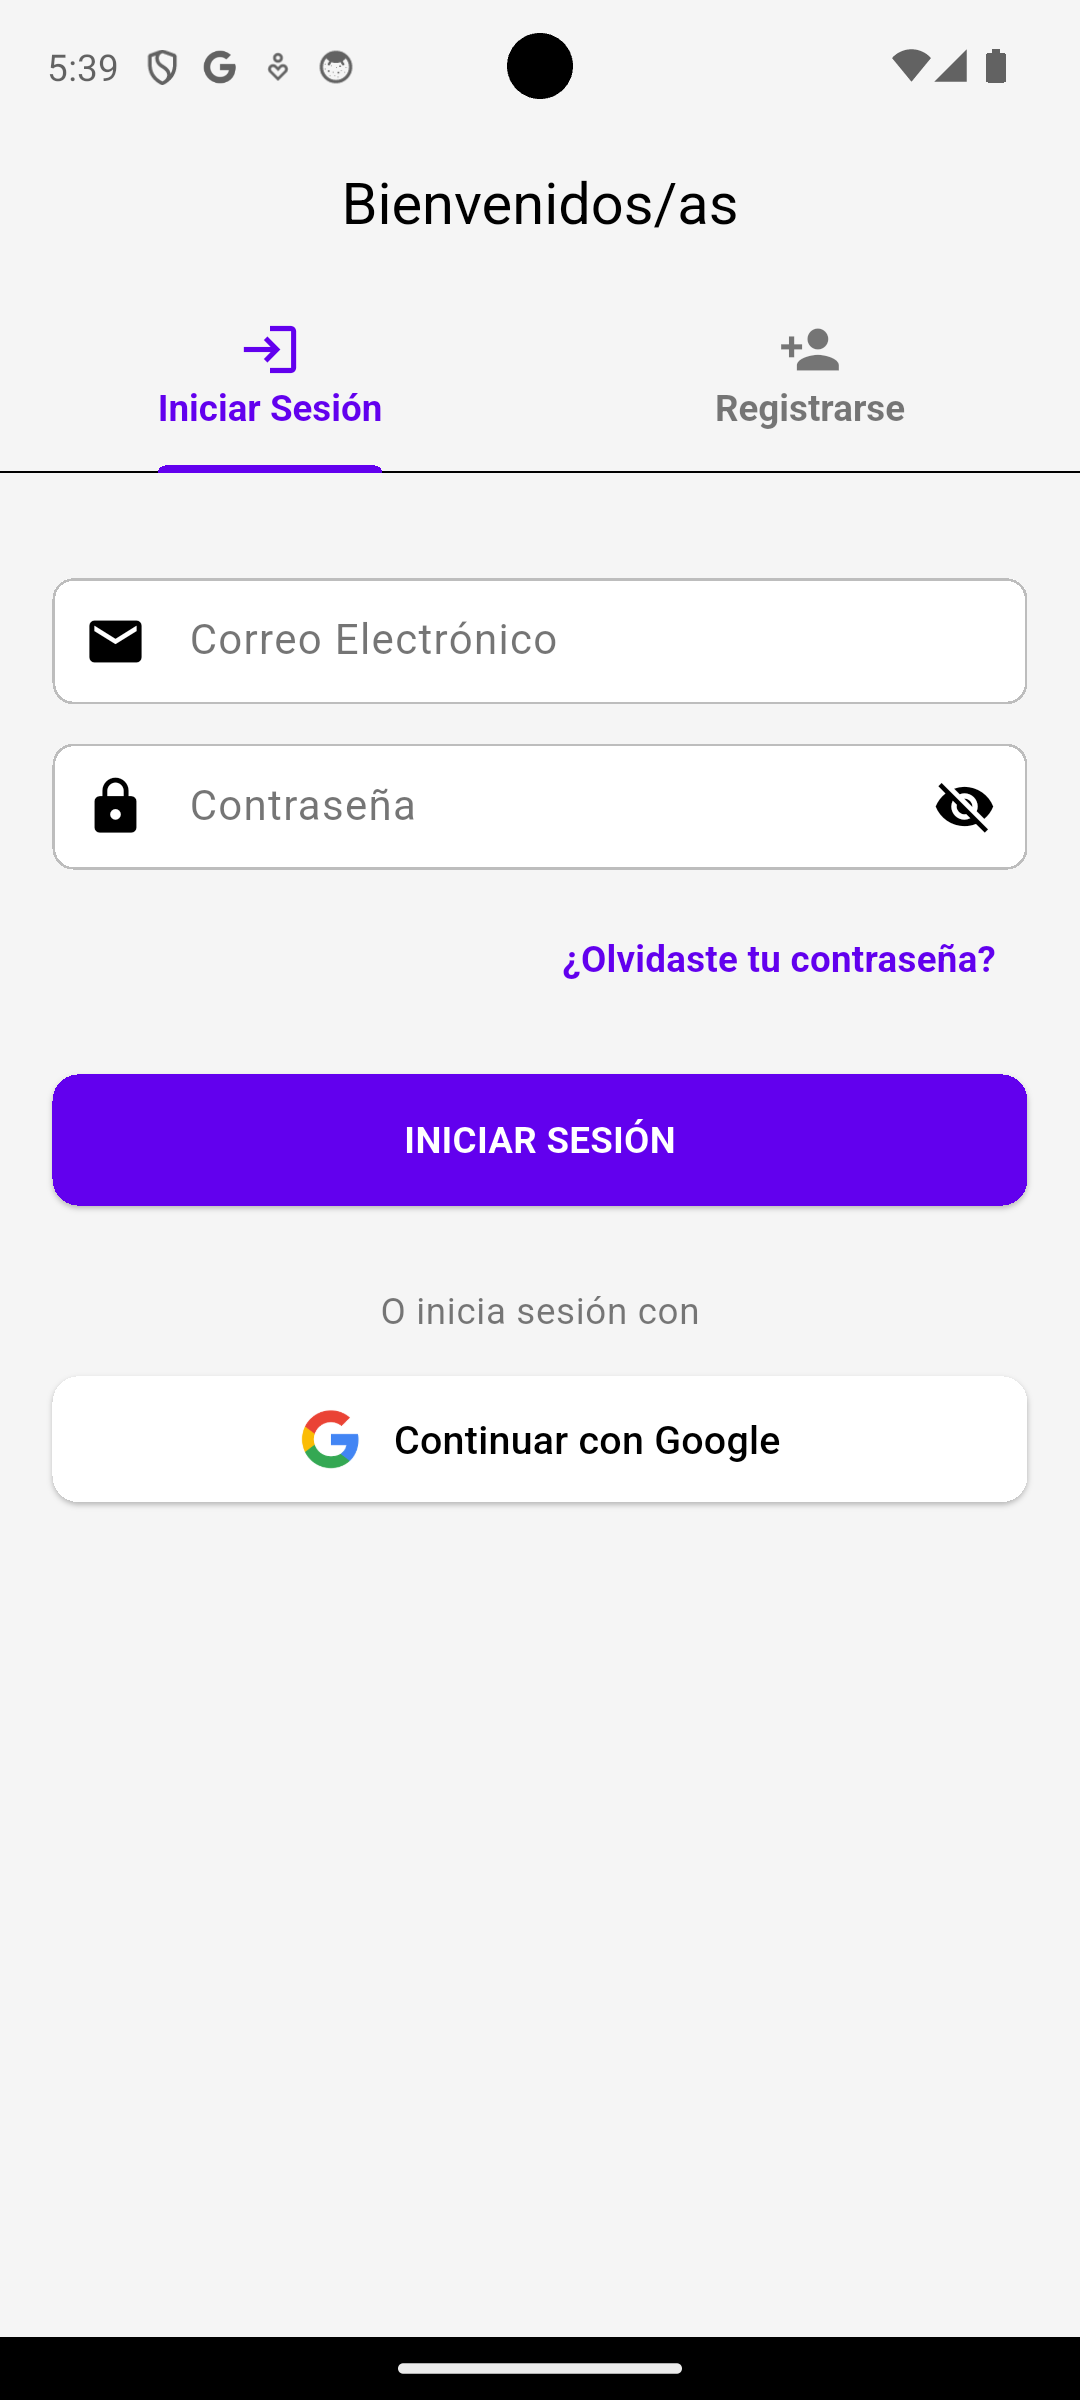 5:39
Bienvenidos/as
Iniciar Sesión
Registrarse
Correo Electrónico
Contraseña
¿Olvidaste tu contraseña?
INICIAR SESIÓN
O inicia sesión con
Continuar con Google